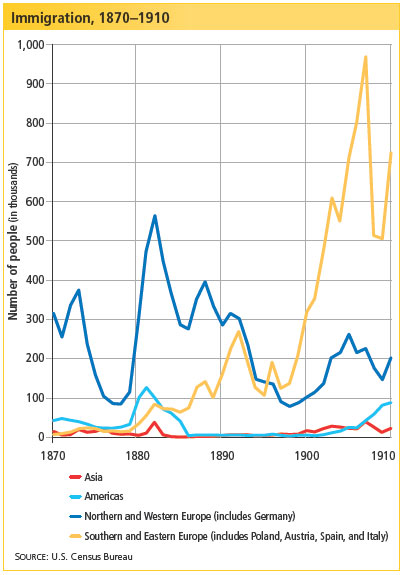 Immigration, 1870–1910
Number of people (in thousands)
1,000
900
800
700
600
500
400
300
200
100
0
1870 1880 1890 1900 1910
Asia
Americas
Northern and Western Europe (includes Germany)
Southern and Eastern Europe (includes Poland, Austria, Spain, and Italy)
SOURCE: U.S. Census Bureau